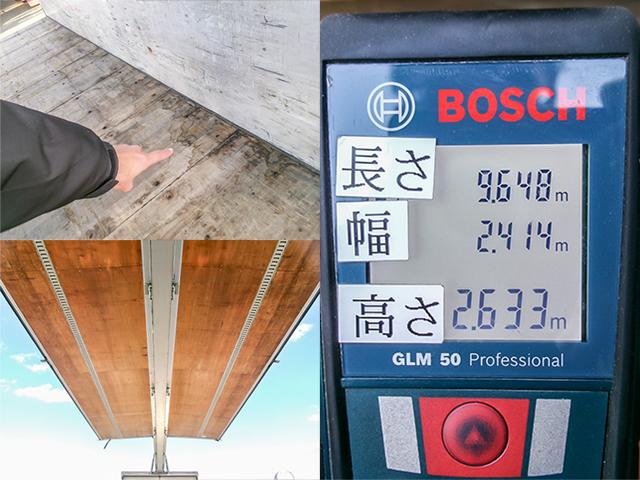 BOSCH
長さ 9.648m
幅 2.414m
高さ 2.633m
GLM 50 Professional